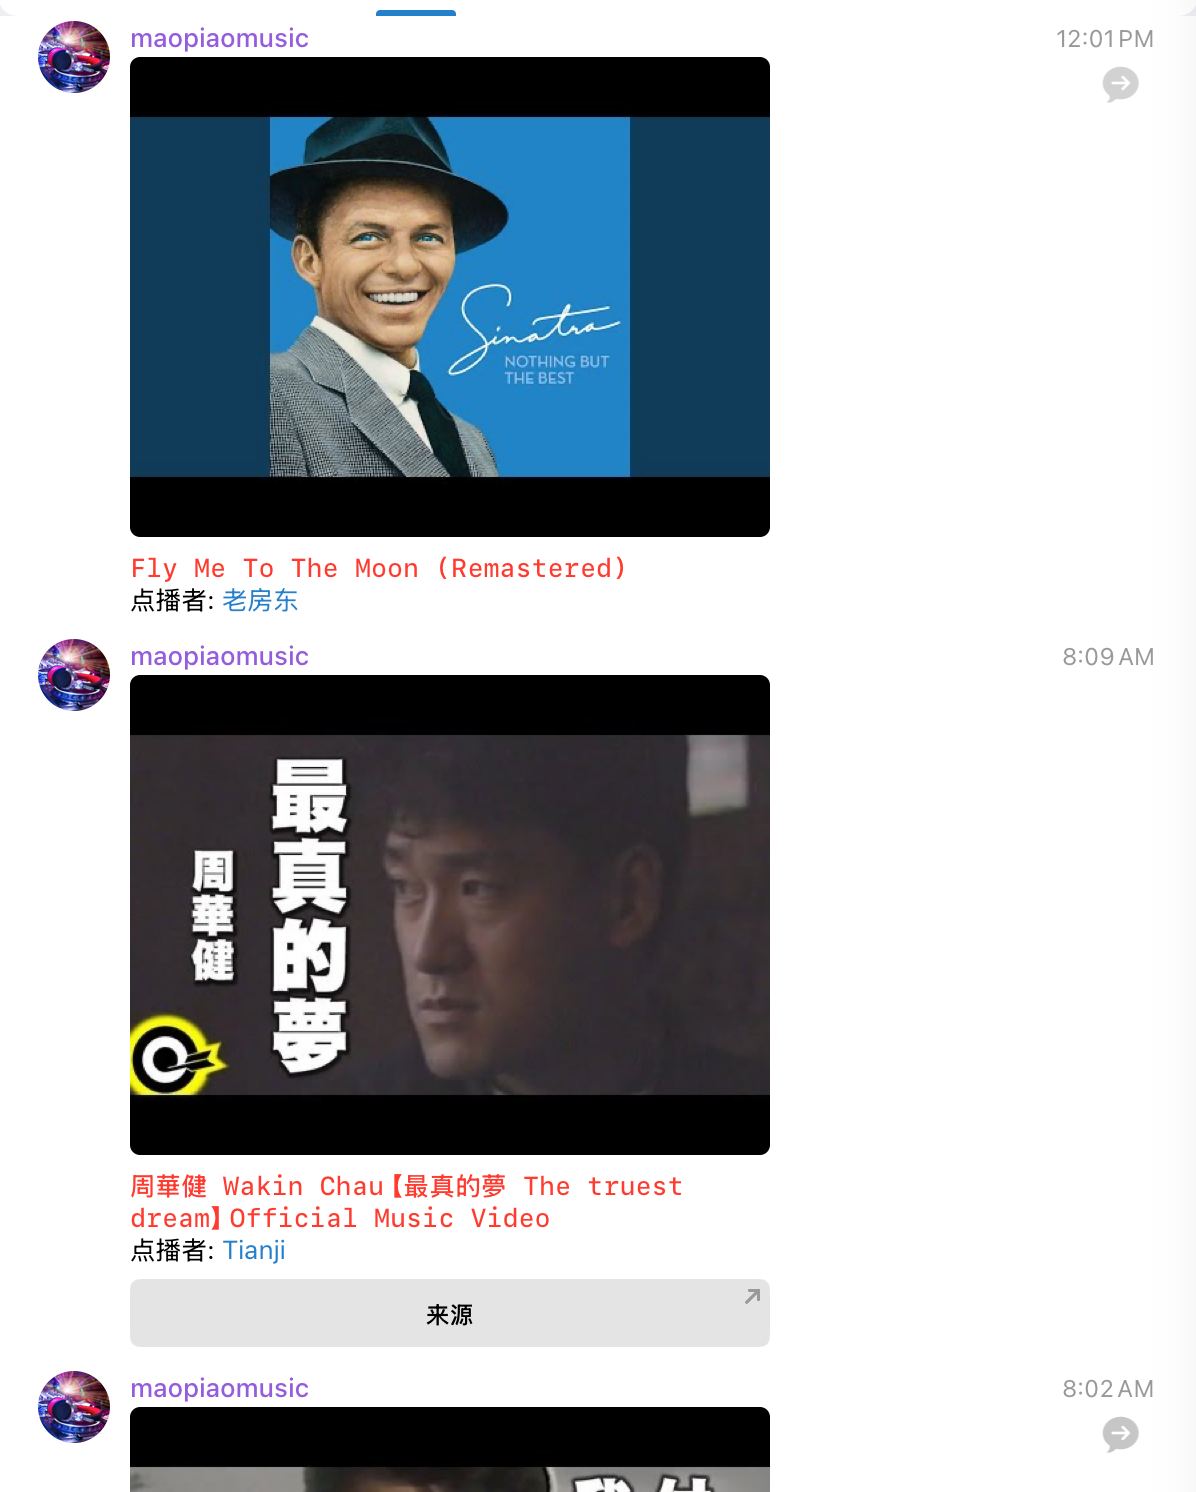 maopiaomusic
12:01 PM
Sinatra
NOTHING BUT
THE BEST
Fly Me To The Moon (Remastered)
点播者: 老房东
maopiaomusic
8:09 AM
最真的夢
周華健
周華健 Wakin Chau【最真的夢 The truest
dream】Official Music Video
点播者: Tianji
来源
maopiaomusic
8:02 AM